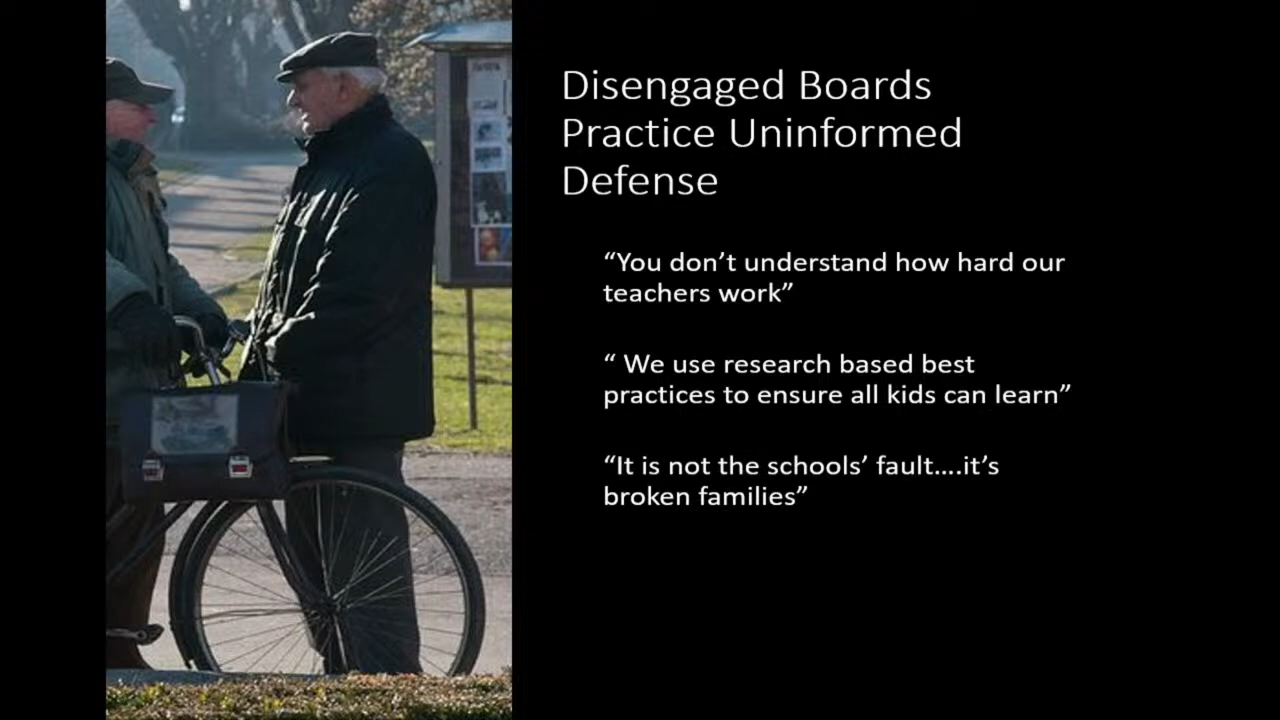 Disengaged Boards
Practice Uninformed
Defense
“You don’t understand how hard our
teachers work”
“ We use research based best
practices to ensure all kids can learn”
“It is not the schools’ fault....it’s
broken families”